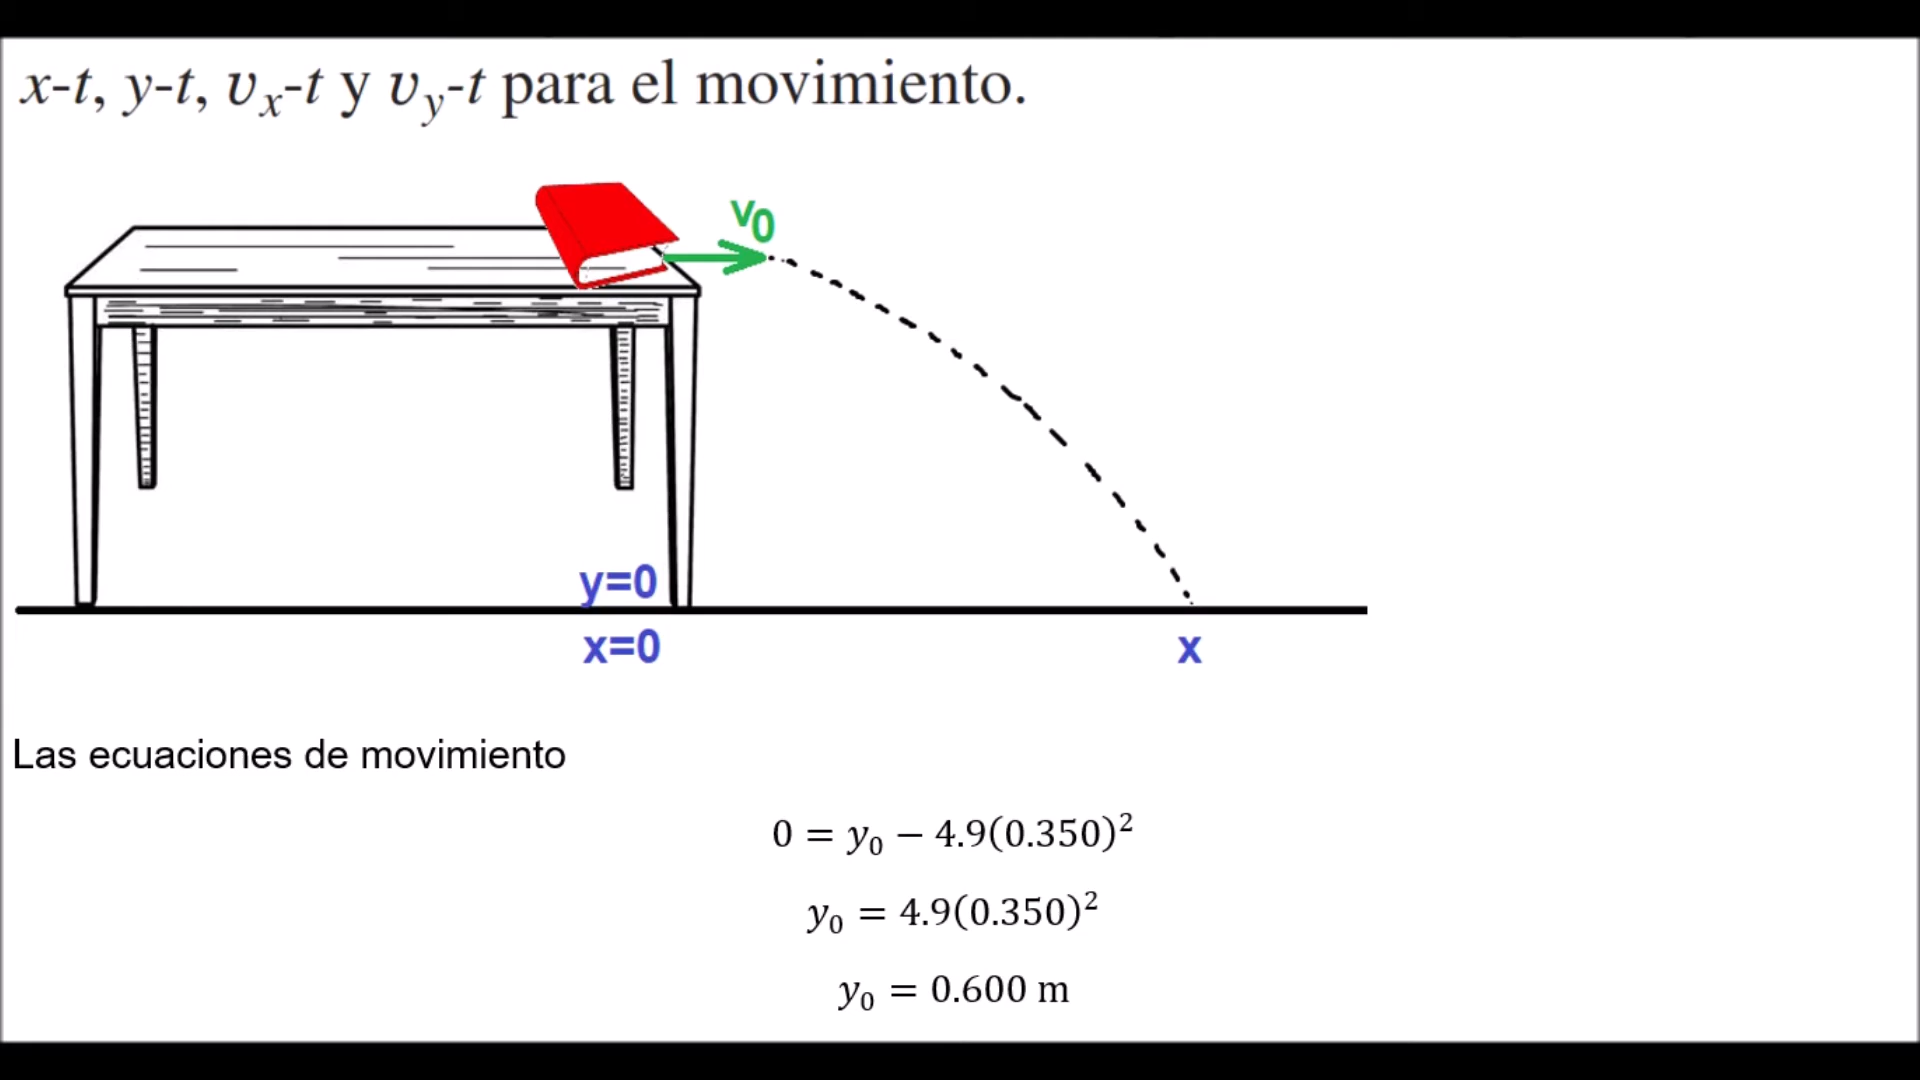 x-t, y-t, vₓ-t y v_y-t para el movimiento.
v₀
y=0
x=0
x
Las ecuaciones de movimiento
0 = y₀ − 4.9(0.350)²
y₀ = 4.9(0.350)²
y₀ = 0.600 m